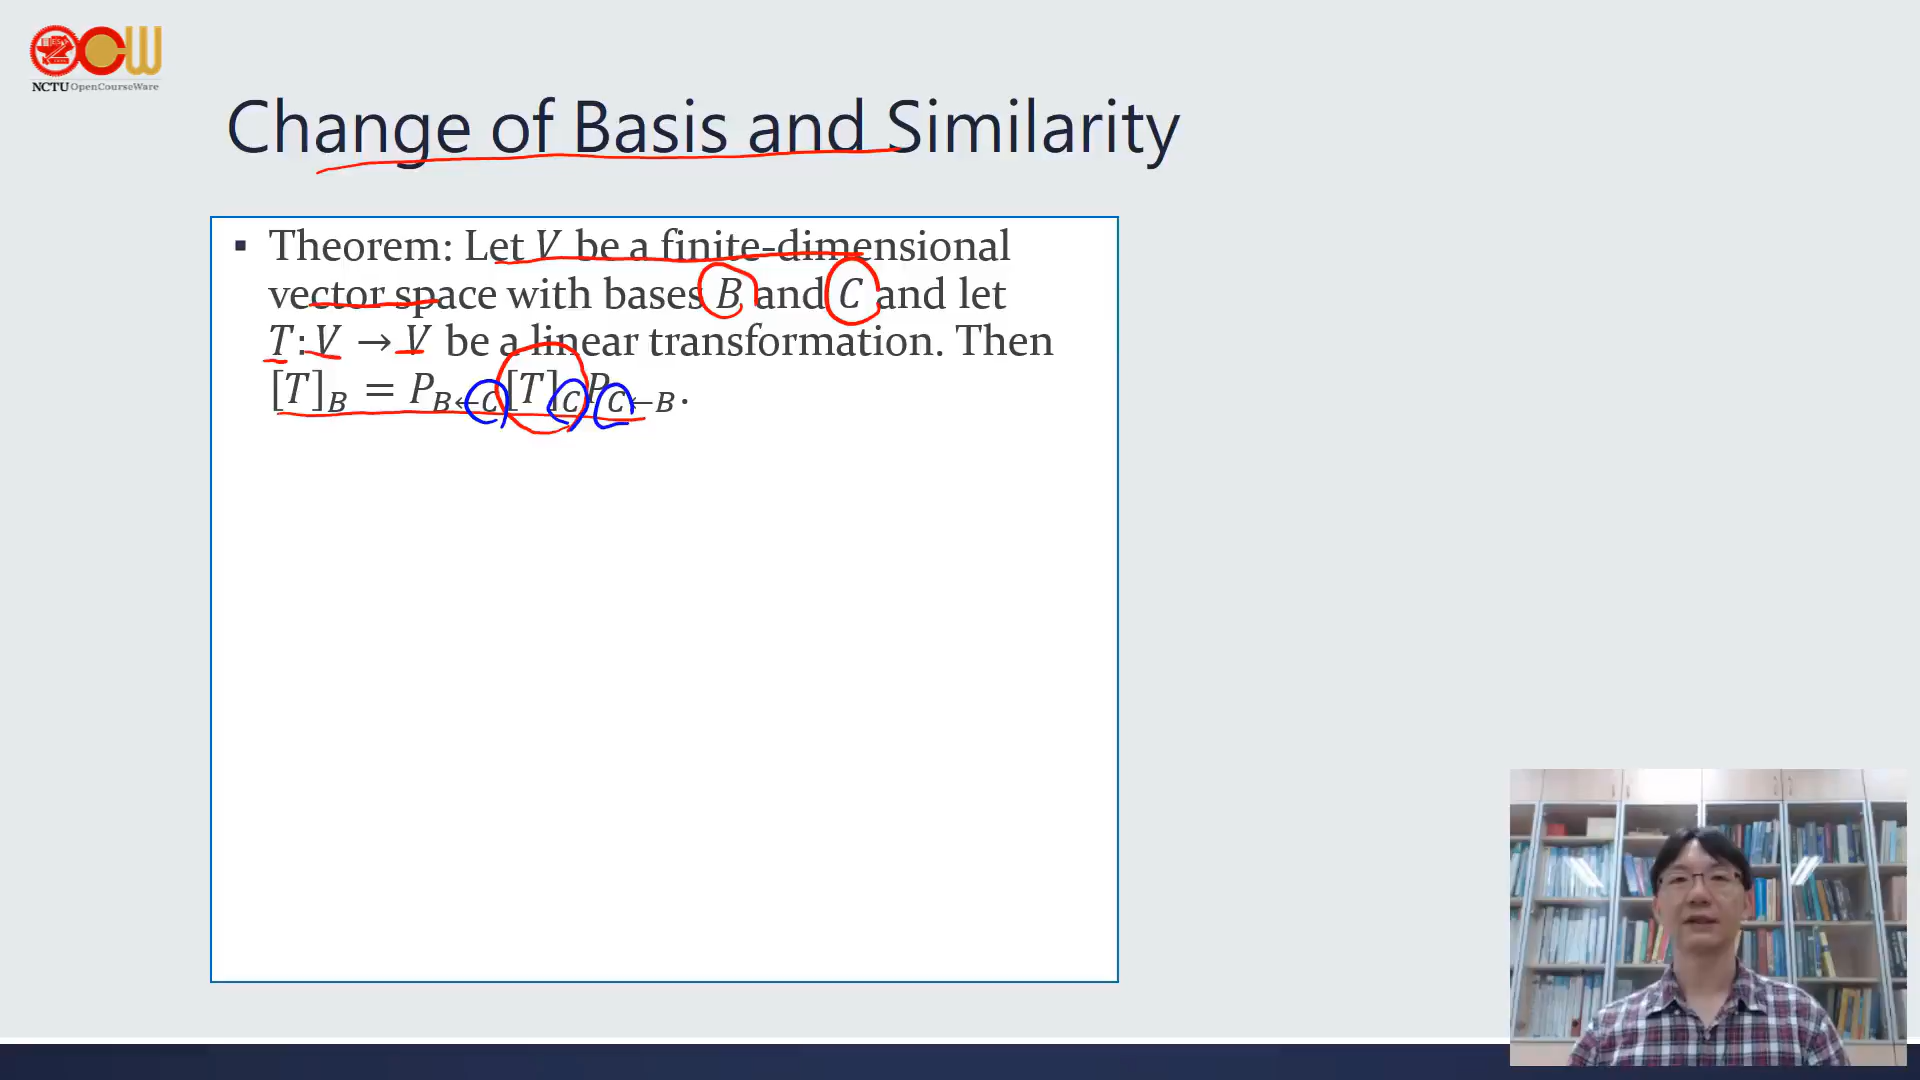 NCTU OpenCourseWare
Change of Basis and Similarity
▪ Theorem: Let V be a finite-dimensional
vector space with bases B and C and let
T: V → V be a linear transformation. Then
[T]_B = P_{B←C}[T]_C P_{C←B}.